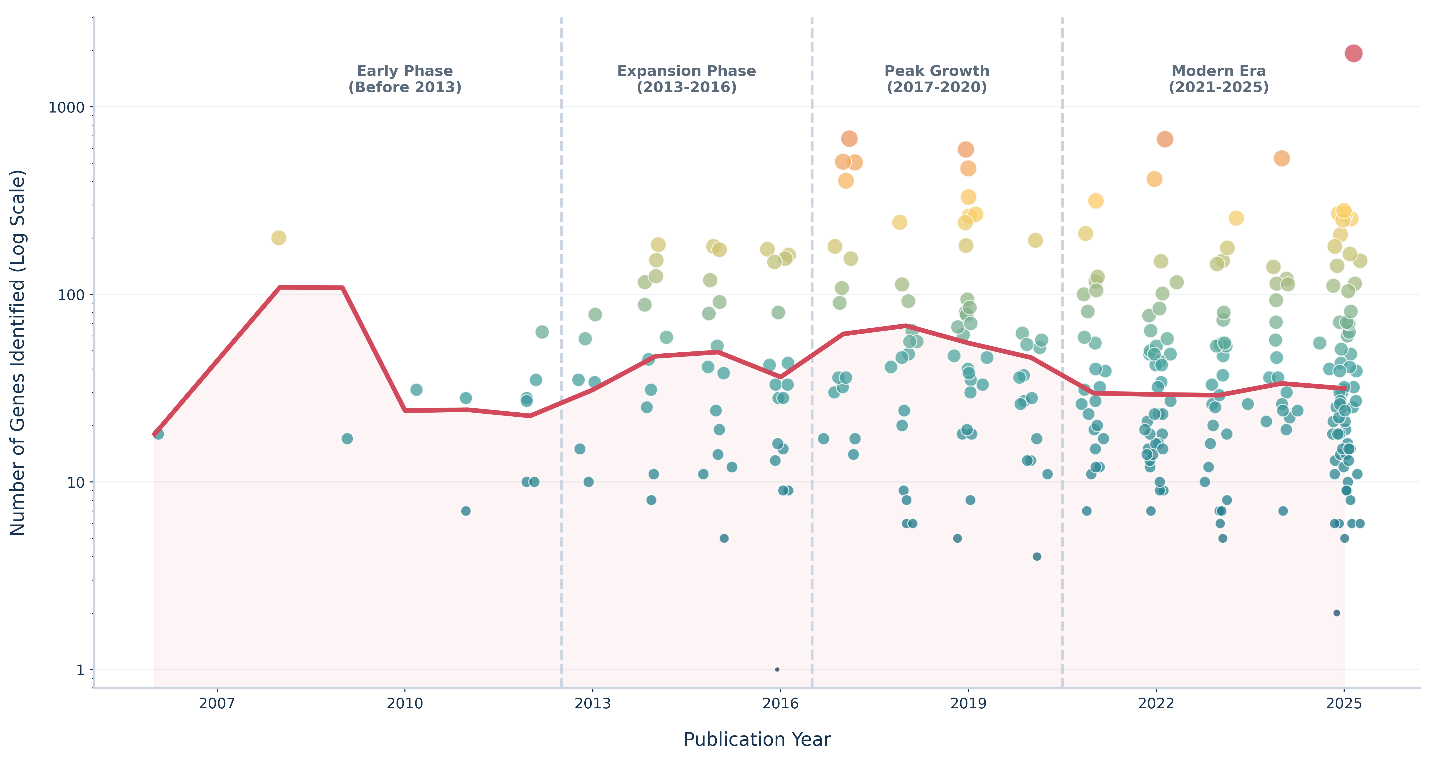 Early Phase
(Before 2013)
Expansion Phase
(2013-2016)
Peak Growth
(2017-2020)
Modern Era
(2021-2025)
Number of Genes Identified (Log Scale)
1000
100
10
1
2007
2010
2013
2016
2019
2022
2025
Publication Year